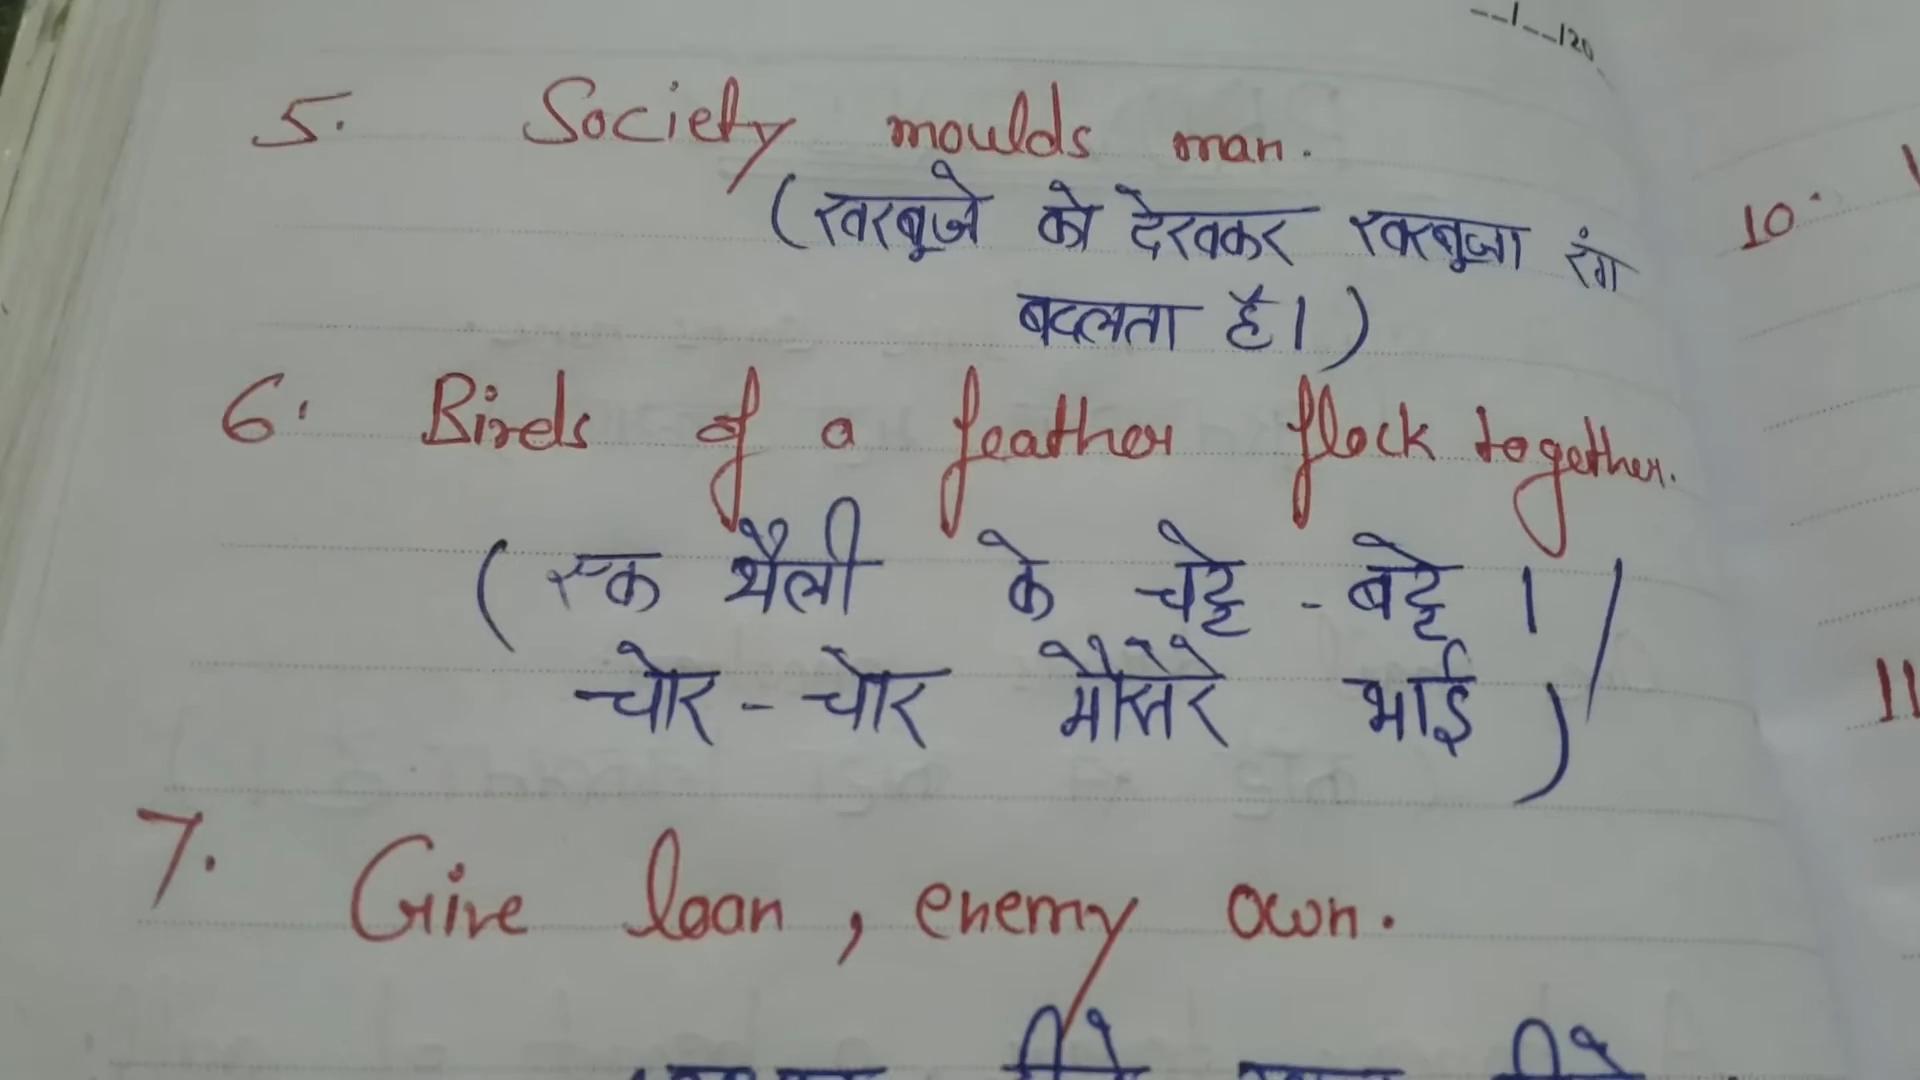 --/--/20
5. Society moulds man.
(खरबूजे को देखकर खरबूजा रंग
बदलता है।)
6. Birds of a feather flock together.
(एक थैली के चट्टे-बट्टे । /
चोर-चोर मौसेरे भाई)
7. Give loan, enemy own.
10.
11